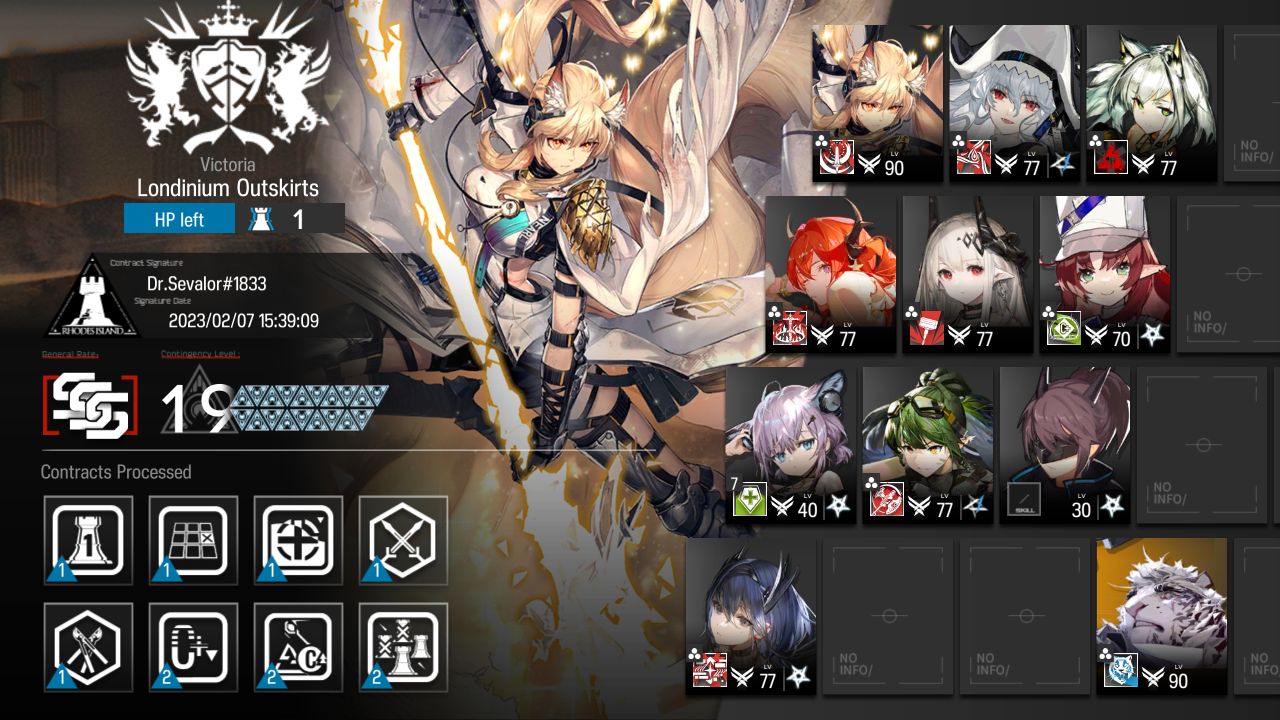 Victoria
Londinium Outskirts
HP left 1
Contract Signature
Dr.Sevalor#1833
Signature Date
2023/02/07 15:39:09
RHODES ISLAND
General Rate:
Contingency Level:
SSS
19
Contracts Processed
1
1 1 1 1
1 2 2 2
LV 90
LV 77
LV 77
NO INFO/
LV 77
LV 77
LV 70
NO INFO/
7
LV 40
LV 77
SKILL
LV 30
NO INFO/
LV 77
NO INFO/
NO INFO/
LV 90
NO INFO/